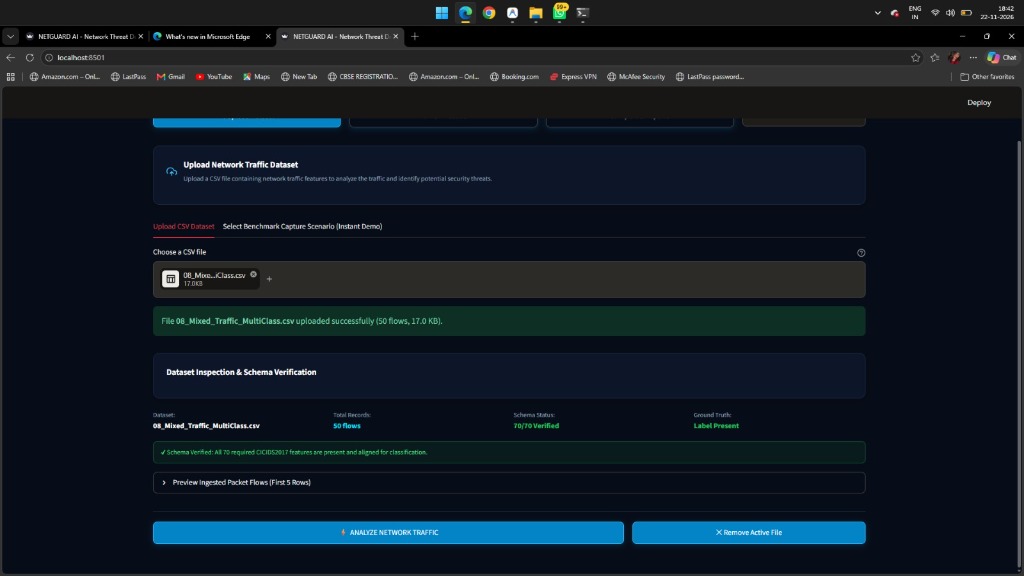 99+
ENG
IN
18:42
22-11-2026
NETGUARD AI - Network Threat D
What's new in Microsoft Edge
NETGUARD AI - Network Threat D
localhost:8501
Chat
Amazon.com – Onl...
LastPass
Gmail
YouTube
Maps
New Tab
CBSE REGISTRATIO...
Amazon.com – Onl...
Booking.com
Express VPN
McAfee Security
LastPass password...
Other favorites
Deploy
Upload Network Traffic Dataset
Upload a CSV file containing network traffic features to analyze the traffic and identify potential security threats.
Upload CSV Dataset
Select Benchmark Capture Scenario (Instant Demo)
Choose a CSV file
08_Mixe...iClass.csv
17.0KB
File 08_Mixed_Traffic_MultiClass.csv uploaded successfully (50 flows, 17.0 KB).
Dataset Inspection & Schema Verification
Dataset:
Total Records:
Schema Status:
Ground Truth:
08_Mixed_Traffic_MultiClass.csv
50 flows
70/70 Verified
Label Present
✓ Schema Verified: All 70 required CICIDS2017 features are present and aligned for classification.
Preview Ingested Packet Flows (First 5 Rows)
ANALYZE NETWORK TRAFFIC
✕ Remove Active File